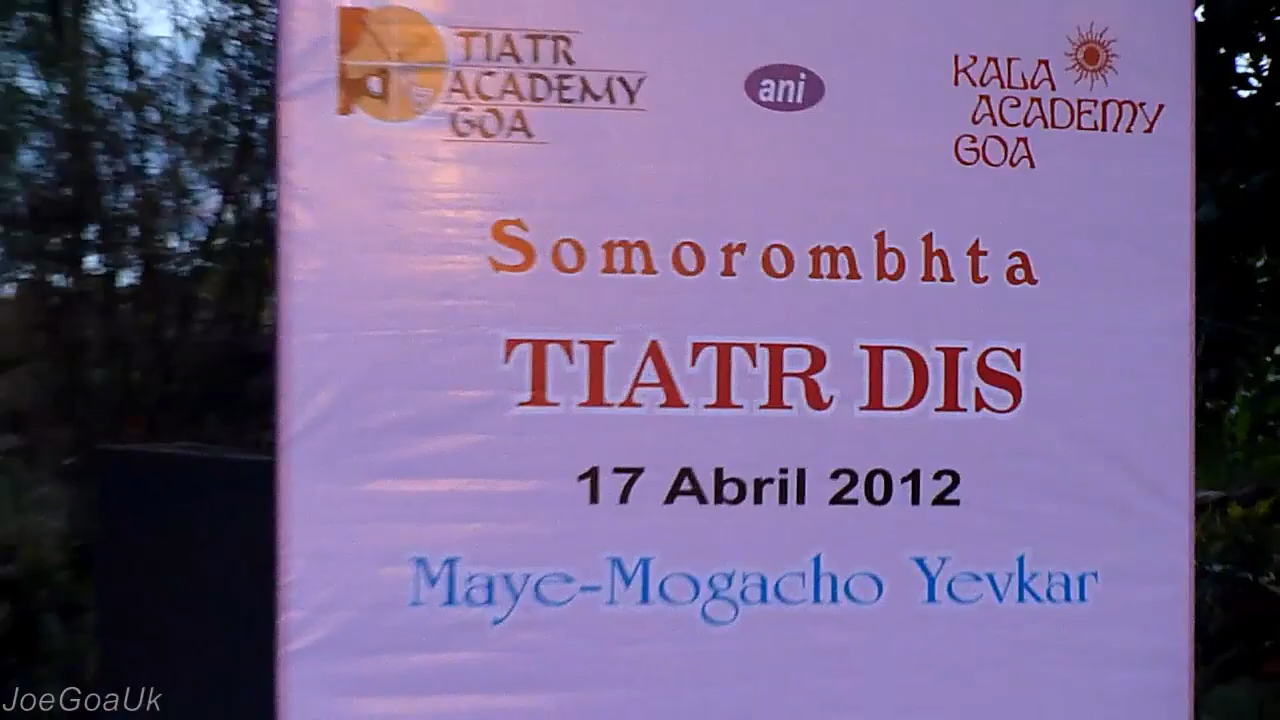 TIATR
ACADEMY
GOA
ani
KALA
ACADEMY
GOA
Somorombhta
TIATR DIS
17 Abril 2012
Maye-Mogacho Yevkar
JoeGoaUk